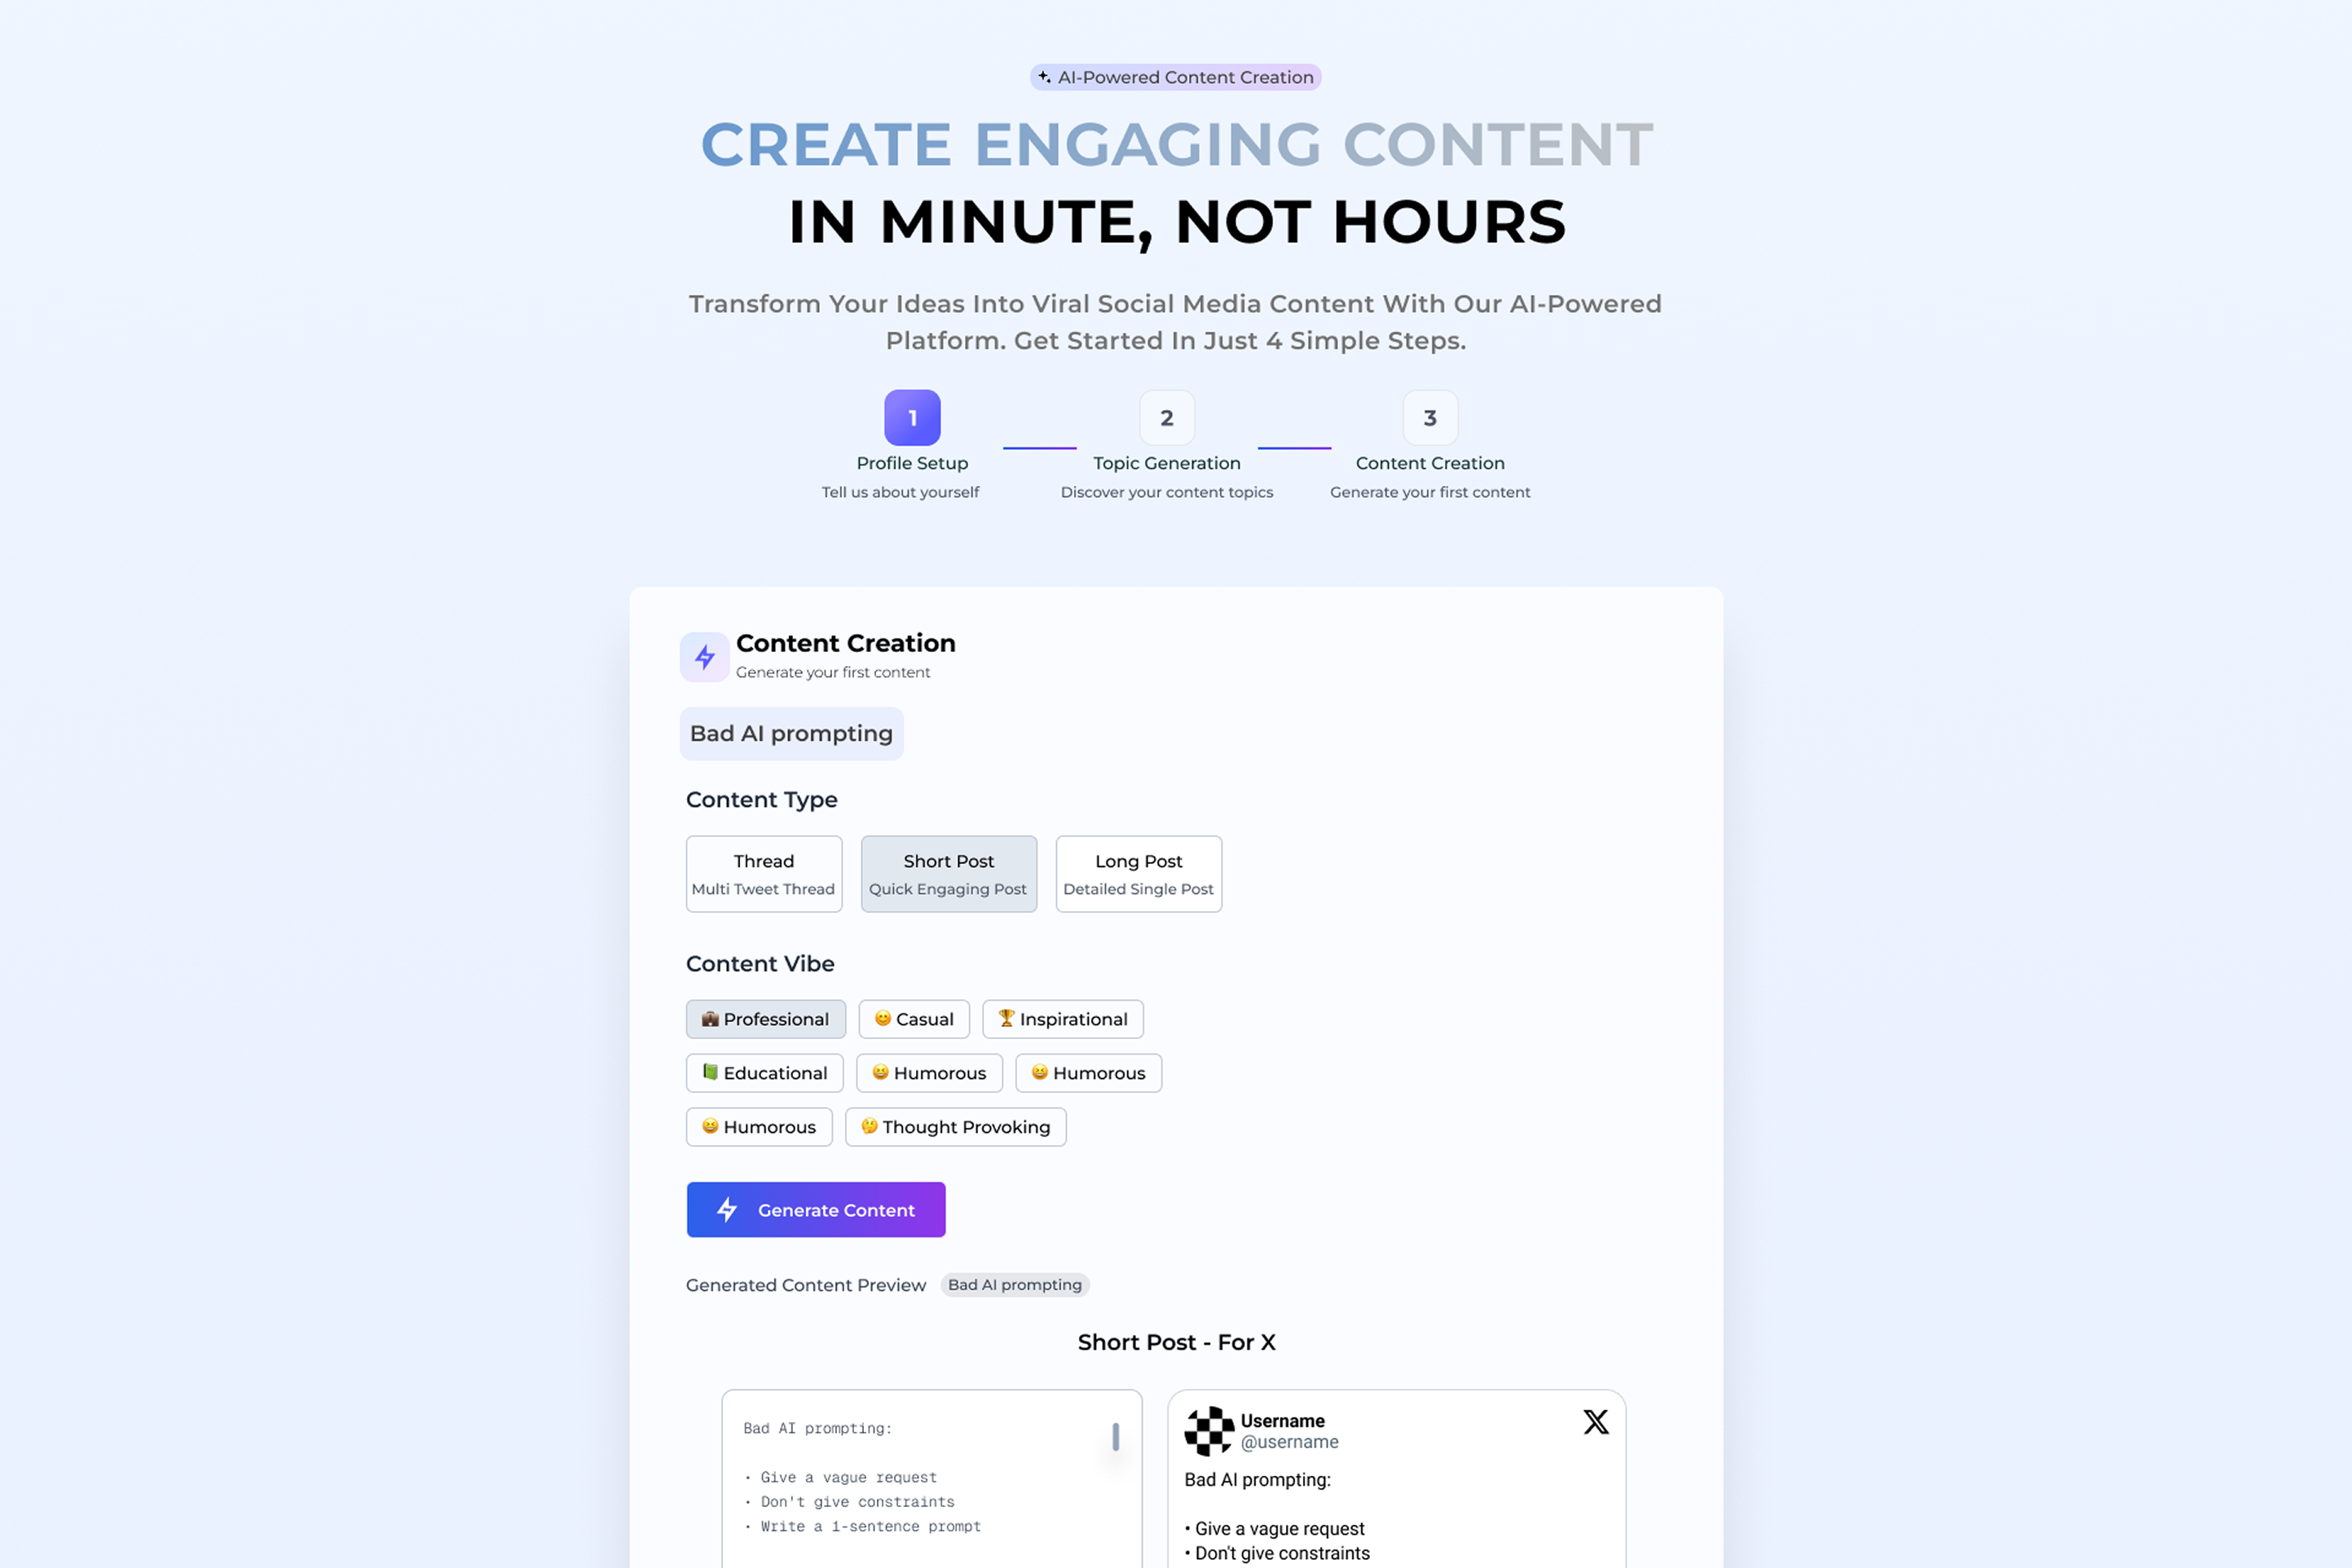 AI-Powered Content Creation
CREATE ENGAGING CONTENT
IN MINUTE, NOT HOURS
Transform Your Ideas Into Viral Social Media Content With Our AI-Powered
Platform. Get Started In Just 4 Simple Steps.
1
2
3
Profile Setup
Topic Generation
Content Creation
Tell us about yourself
Discover your content topics
Generate your first content
Content Creation
Generate your first content
Bad AI prompting
Content Type
Thread
Short Post
Long Post
Multi Tweet Thread
Quick Engaging Post
Detailed Single Post
Content Vibe
💼 Professional
😊 Casual
🏆 Inspirational
📗 Educational
😆 Humorous
😆 Humorous
😆 Humorous
🤔 Thought Provoking
Generate Content
Generated Content Preview
Bad AI prompting
Short Post - For X
Bad AI prompting:
• Give a vague request
• Don't give constraints
• Write a 1-sentence prompt
Username
@username
Bad AI prompting:
• Give a vague request
• Don't give constraints